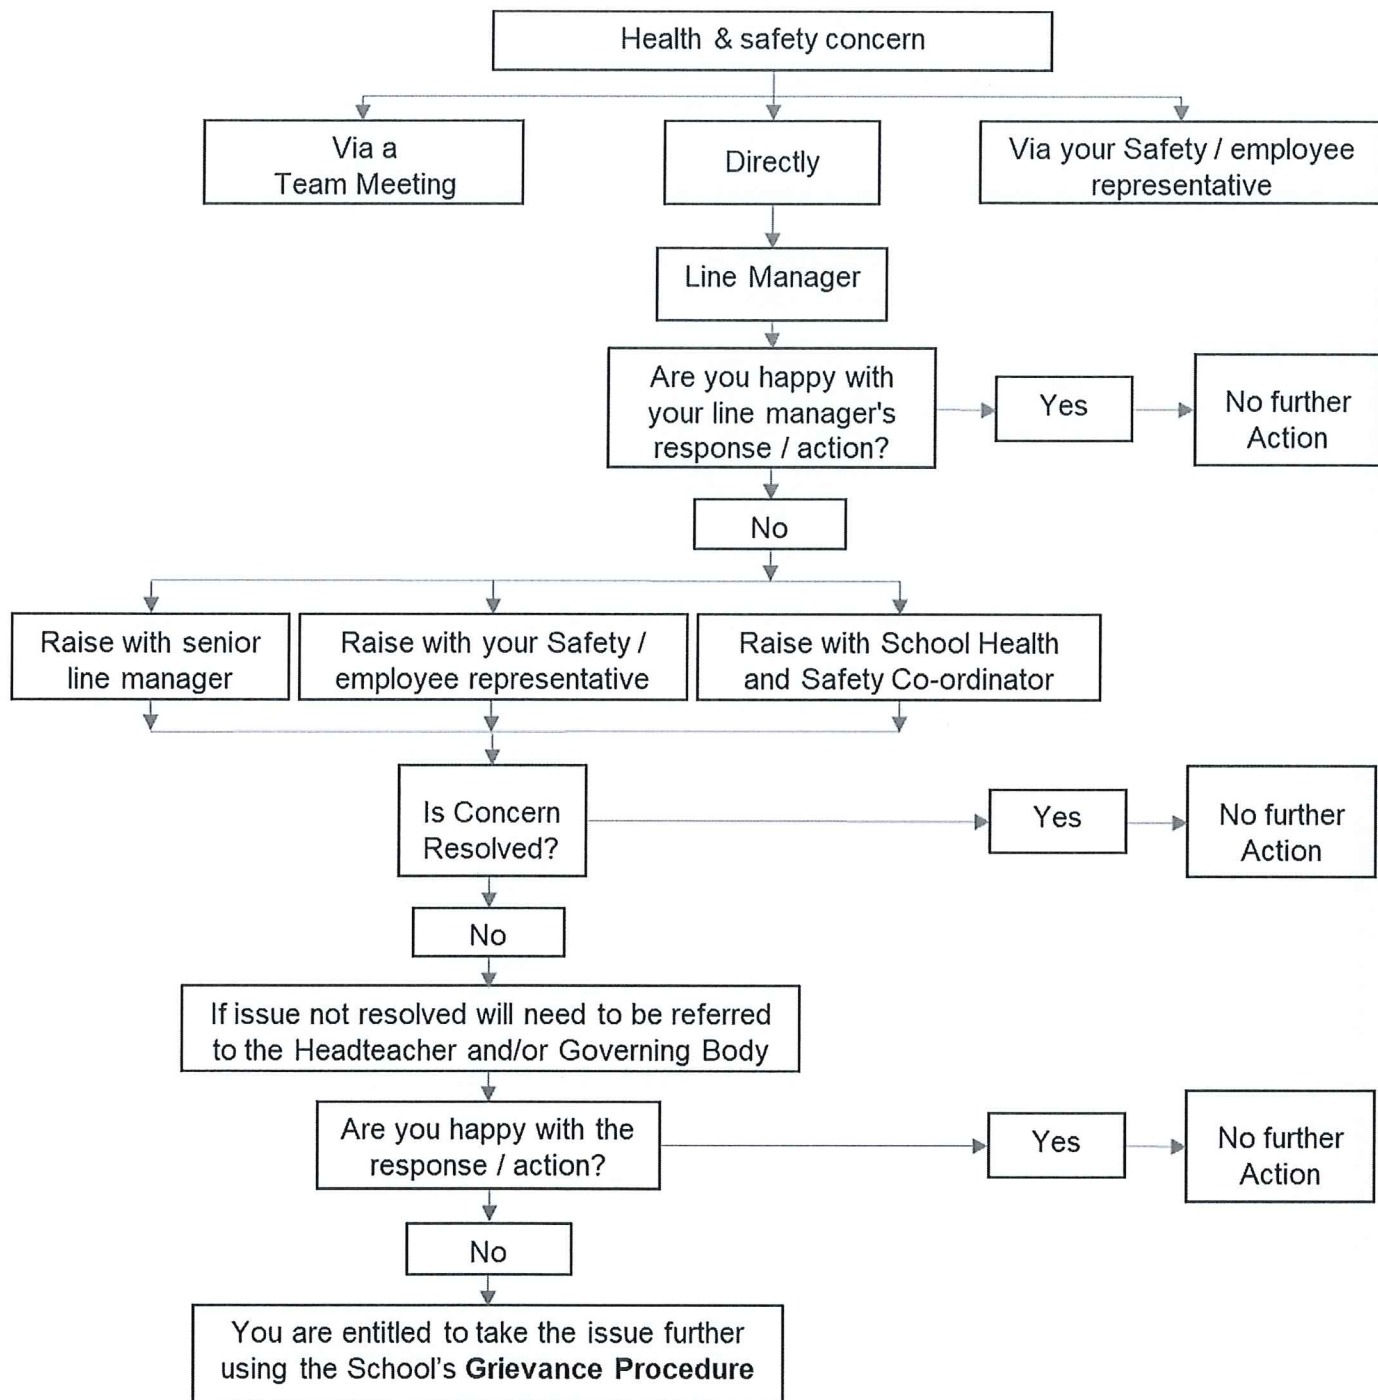 Health & safety concern
Via a
Team Meeting
Directly
Via your Safety / employee
representative
Line Manager
Are you happy with
your line manager's
response / action?
Yes
No further
Action
No
Raise with senior
line manager
Raise with your Safety /
employee representative
Raise with School Health
and Safety Co-ordinator
Is Concern
Resolved?
Yes
No further
Action
No
If issue not resolved will need to be referred
to the Headteacher and/or Governing Body
Are you happy with the
response / action?
Yes
No further
Action
No
You are entitled to take the issue further
using the School's Grievance Procedure